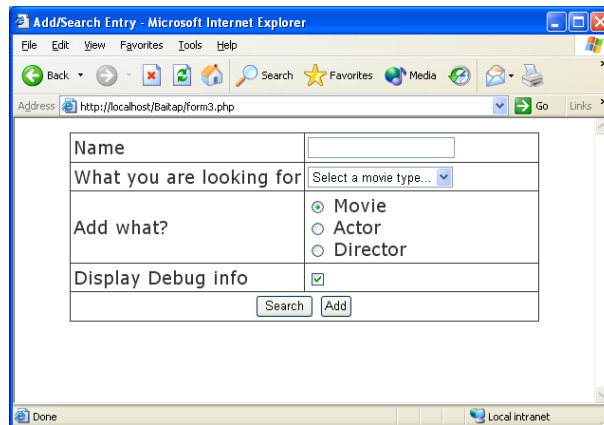 Add/Search Entry - Microsoft Internet Explorer
File Edit View Favorites Tools Help
Back Search Favorites Media
Address http://localhost/Baitap/form3.php Go Links
Name
What you are looking for Select a movie type...
Add what? Movie
Actor
Director
Display Debug info
Search Add
Done Local intranet